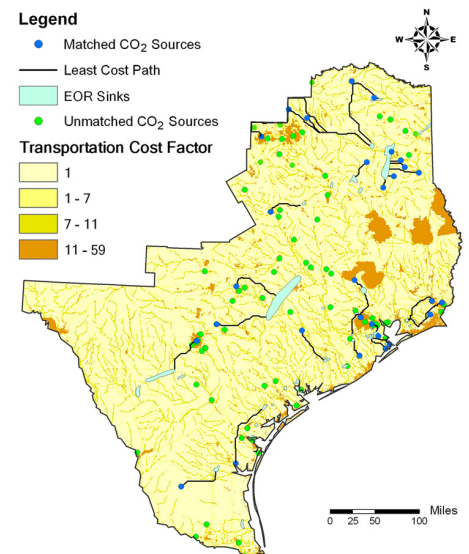 Legend
Matched CO2 Sources
Least Cost Path
EOR Sinks
Unmatched CO2 Sources
Transportation Cost Factor
1
1 - 7
7 - 11
11 - 59
N
W E
S
Miles
0 25 50 100